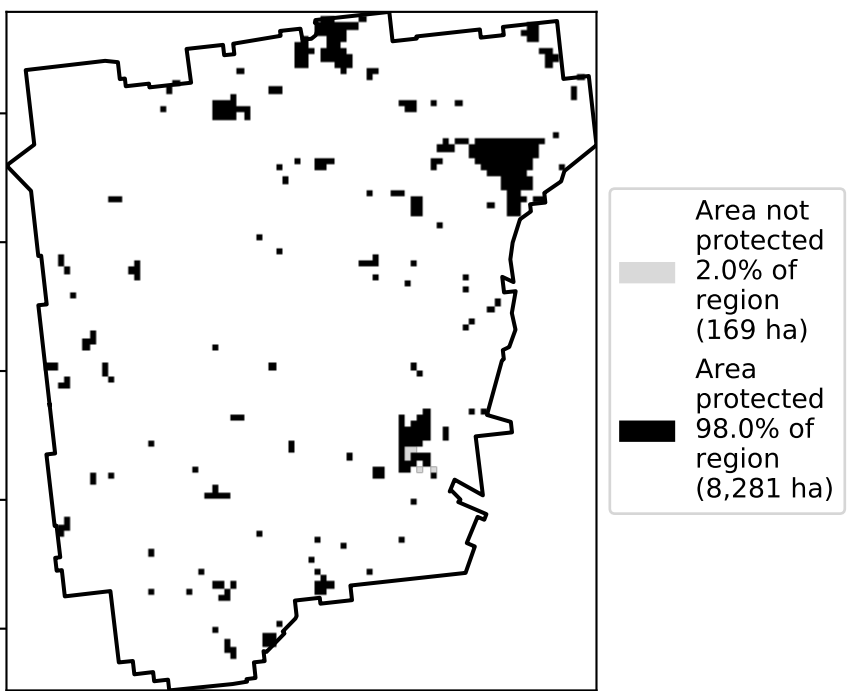 Area not
protected
2.0% of
region
(169 ha)
Area
protected
98.0% of
region
(8,281 ha)